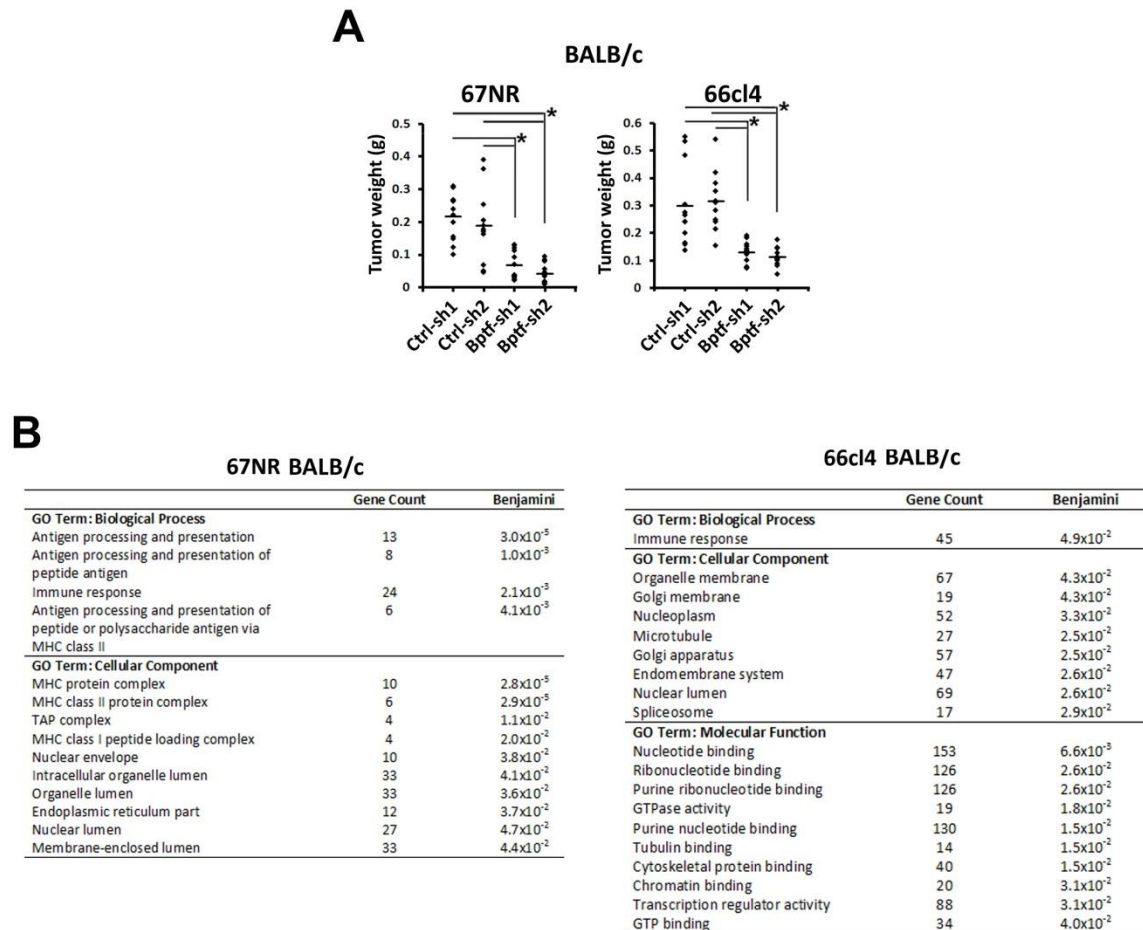 A
BALB/c
67NR
66cl4
Tumor weight (g)
0.5
0.4
0.3
0.2
0.1
0
*
*
Ctrl-sh1
Ctrl-sh2
Bptf-sh1
Bptf-sh2
Tumor weight (g)
0.6
0.5
0.4
0.3
0.2
0.1
0
*
*
Ctrl-sh1
Ctrl-sh2
Bptf-sh1
Bptf-sh2
B
67NR BALB/c
Gene Count Benjamini
GO Term: Biological Process
Antigen processing and presentation 13 3.0x10⁻⁵
Antigen processing and presentation of 8 1.0x10⁻³
peptide antigen
Immune response 24 2.1x10⁻³
Antigen processing and presentation of 6 4.1x10⁻³
peptide or polysaccharide antigen via
MHC class II
GO Term: Cellular Component
MHC protein complex 10 2.8x10⁻⁵
MHC class II protein complex 6 2.9x10⁻⁵
TAP complex 4 1.1x10⁻²
MHC class I peptide loading complex 4 2.0x10⁻²
Nuclear envelope 10 3.8x10⁻²
Intracellular organelle lumen 33 4.1x10⁻²
Organelle lumen 33 3.6x10⁻²
Endoplasmic reticulum part 12 3.7x10⁻²
Nuclear lumen 27 4.7x10⁻²
Membrane-enclosed lumen 33 4.4x10⁻²
66cl4 BALB/c
Gene Count Benjamini
GO Term: Biological Process
Immune response 45 4.9x10⁻²
GO Term: Cellular Component
Organelle membrane 67 4.3x10⁻²
Golgi membrane 19 4.3x10⁻²
Nucleoplasm 52 3.3x10⁻²
Microtubule 27 2.5x10⁻²
Golgi apparatus 57 2.5x10⁻²
Endomembrane system 47 2.6x10⁻²
Nuclear lumen 69 2.6x10⁻²
Spliceosome 17 2.9x10⁻²
GO Term: Molecular Function
Nucleotide binding 153 6.6x10⁻³
Ribonucleotide binding 126 2.6x10⁻²
Purine ribonucleotide binding 126 2.6x10⁻²
GTPase activity 19 1.8x10⁻²
Purine nucleotide binding 130 1.5x10⁻²
Tubulin binding 14 1.5x10⁻²
Cytoskeletal protein binding 40 1.5x10⁻²
Chromatin binding 20 3.1x10⁻²
Transcription regulator activity 88 3.1x10⁻²
GTP binding 34 4.0x10⁻²